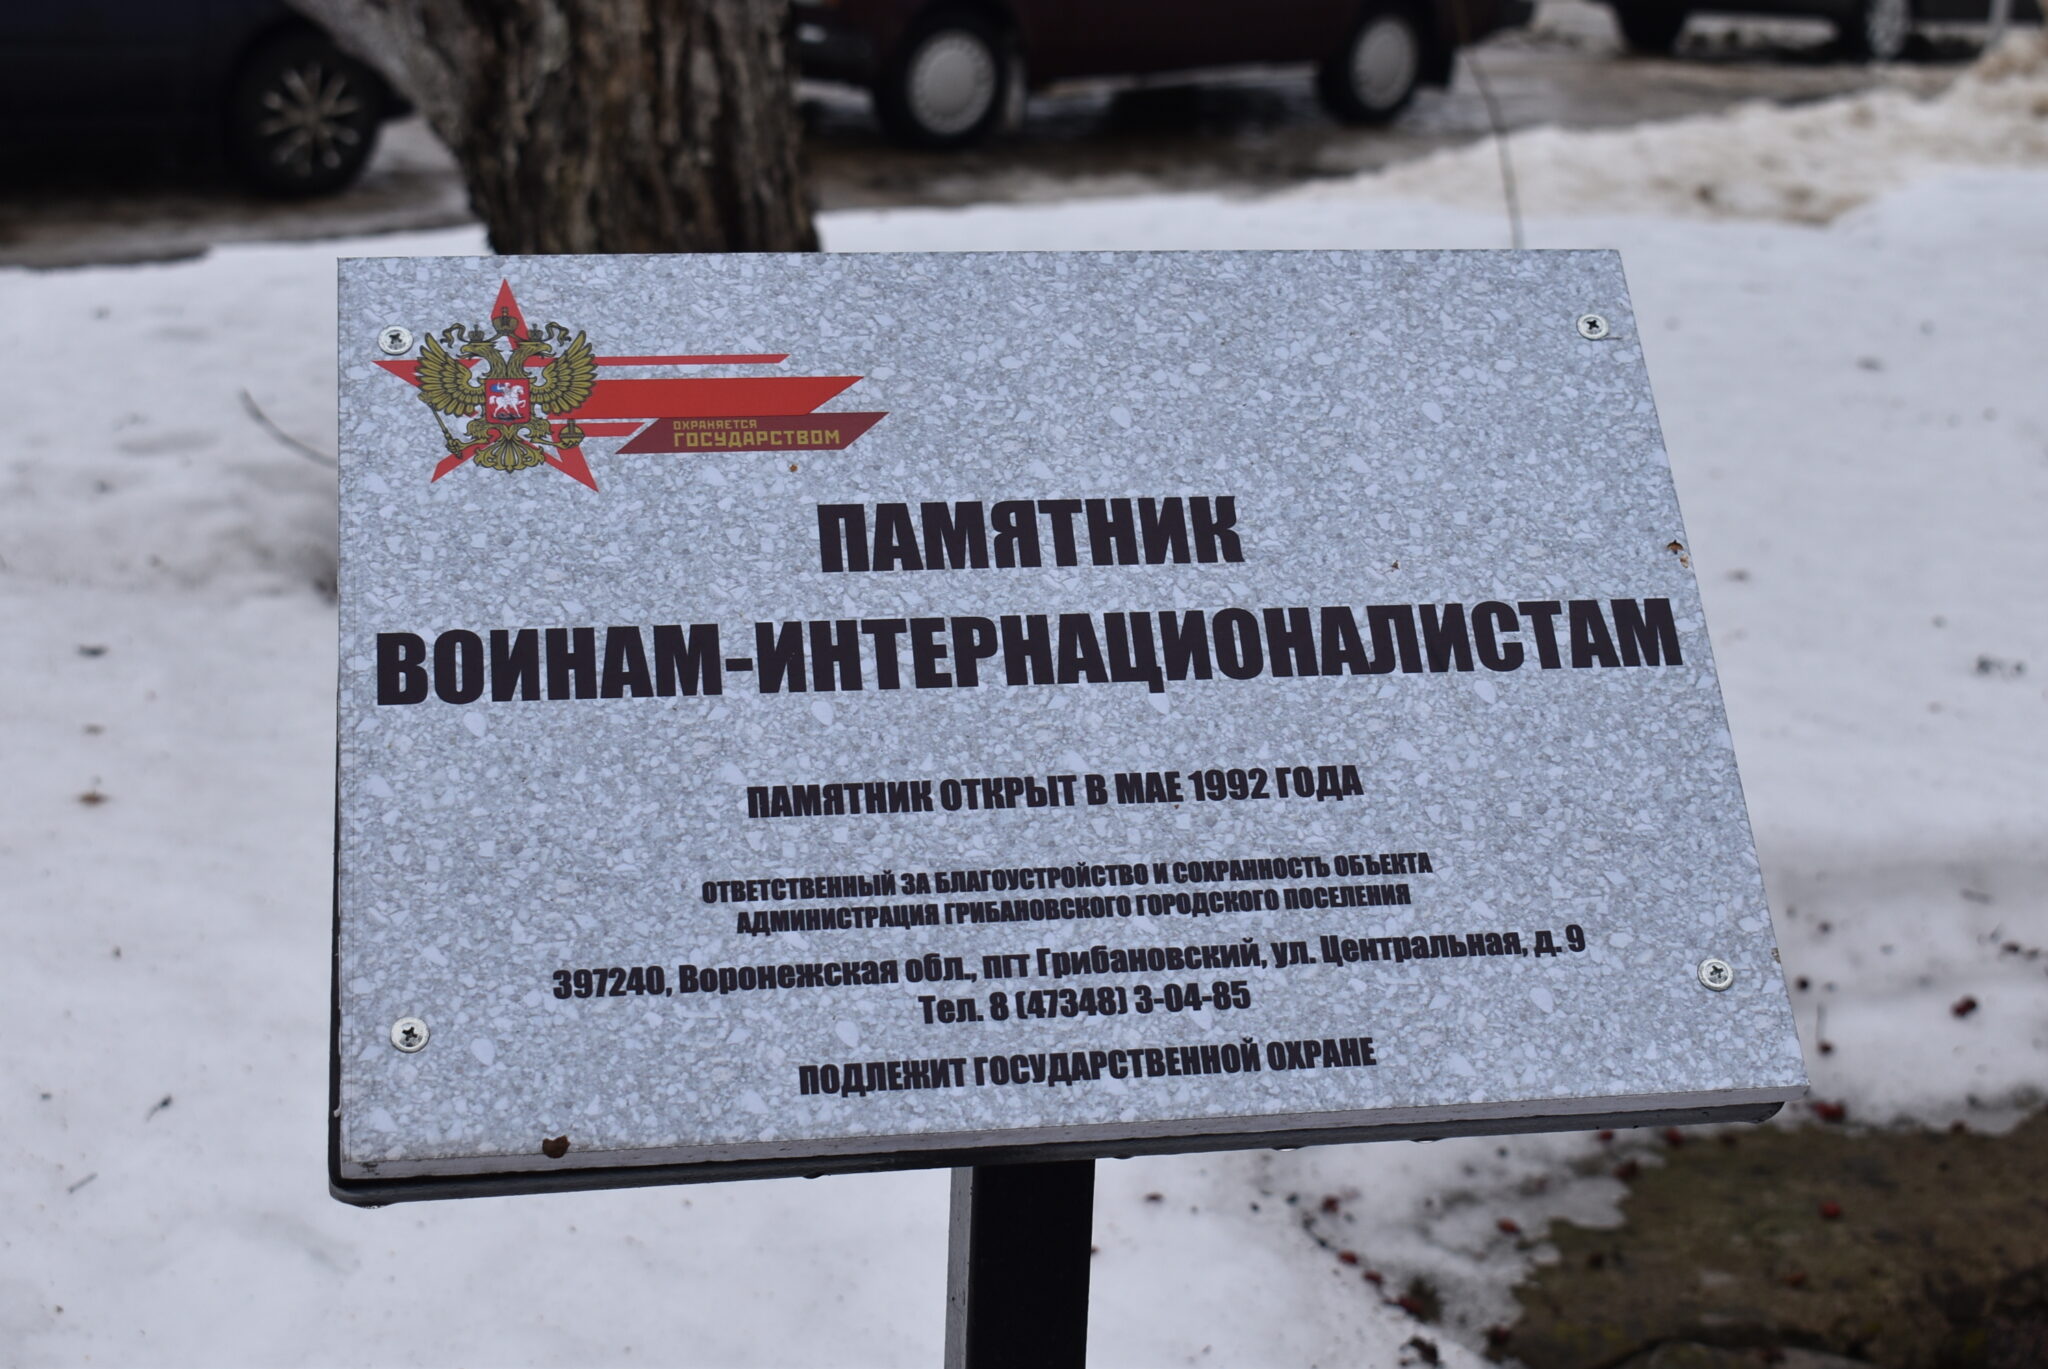 ОХРАНЯЕТСЯ
ГОСУДАРСТВОМ
ПАМЯТНИК
ВОИНАМ-ИНТЕРНАЦИОНАЛИСТАМ
ПАМЯТНИК ОТКРЫТ В МАЕ 1992 ГОДА
ОТВЕТСТВЕННЫЙ ЗА БЛАГОУСТРОЙСТВО И СОХРАННОСТЬ ОБЪЕКТА
АДМИНИСТРАЦИЯ ГРИБАНОВСКОГО ГОРОДСКОГО ПОСЕЛЕНИЯ
397240, Воронежская обл., пгт Грибановский, ул. Центральная, д. 9
Тел. 8 (47348) 3-04-85
ПОДЛЕЖИТ ГОСУДАРСТВЕННОЙ ОХРАНЕ